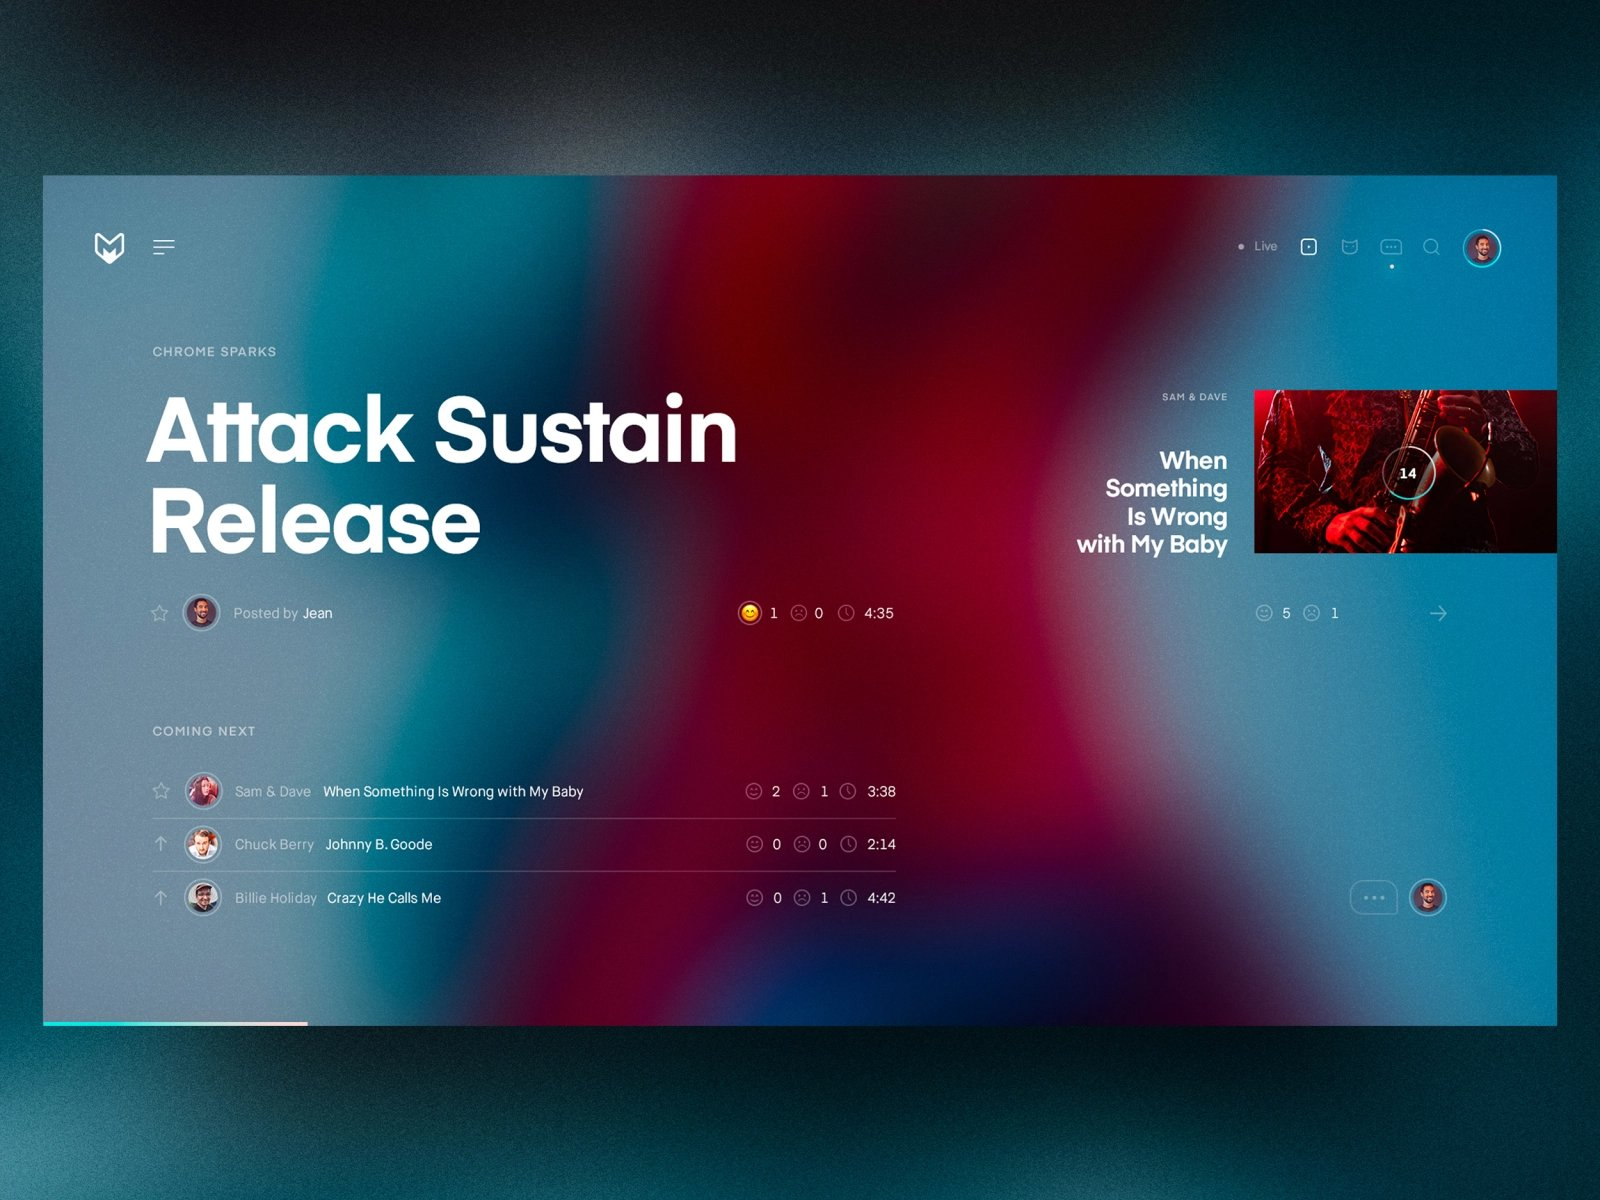 Live
CHROME SPARKS
Attack Sustain
Release
Posted by Jean
1 0 4:35
SAM & DAVE
When
Something
Is Wrong
with My Baby
14
5 1
COMING NEXT
Sam & Dave When Something Is Wrong with My Baby 2 1 3:38
Chuck Berry Johnny B. Goode 0 0 2:14
Billie Holiday Crazy He Calls Me 0 1 4:42